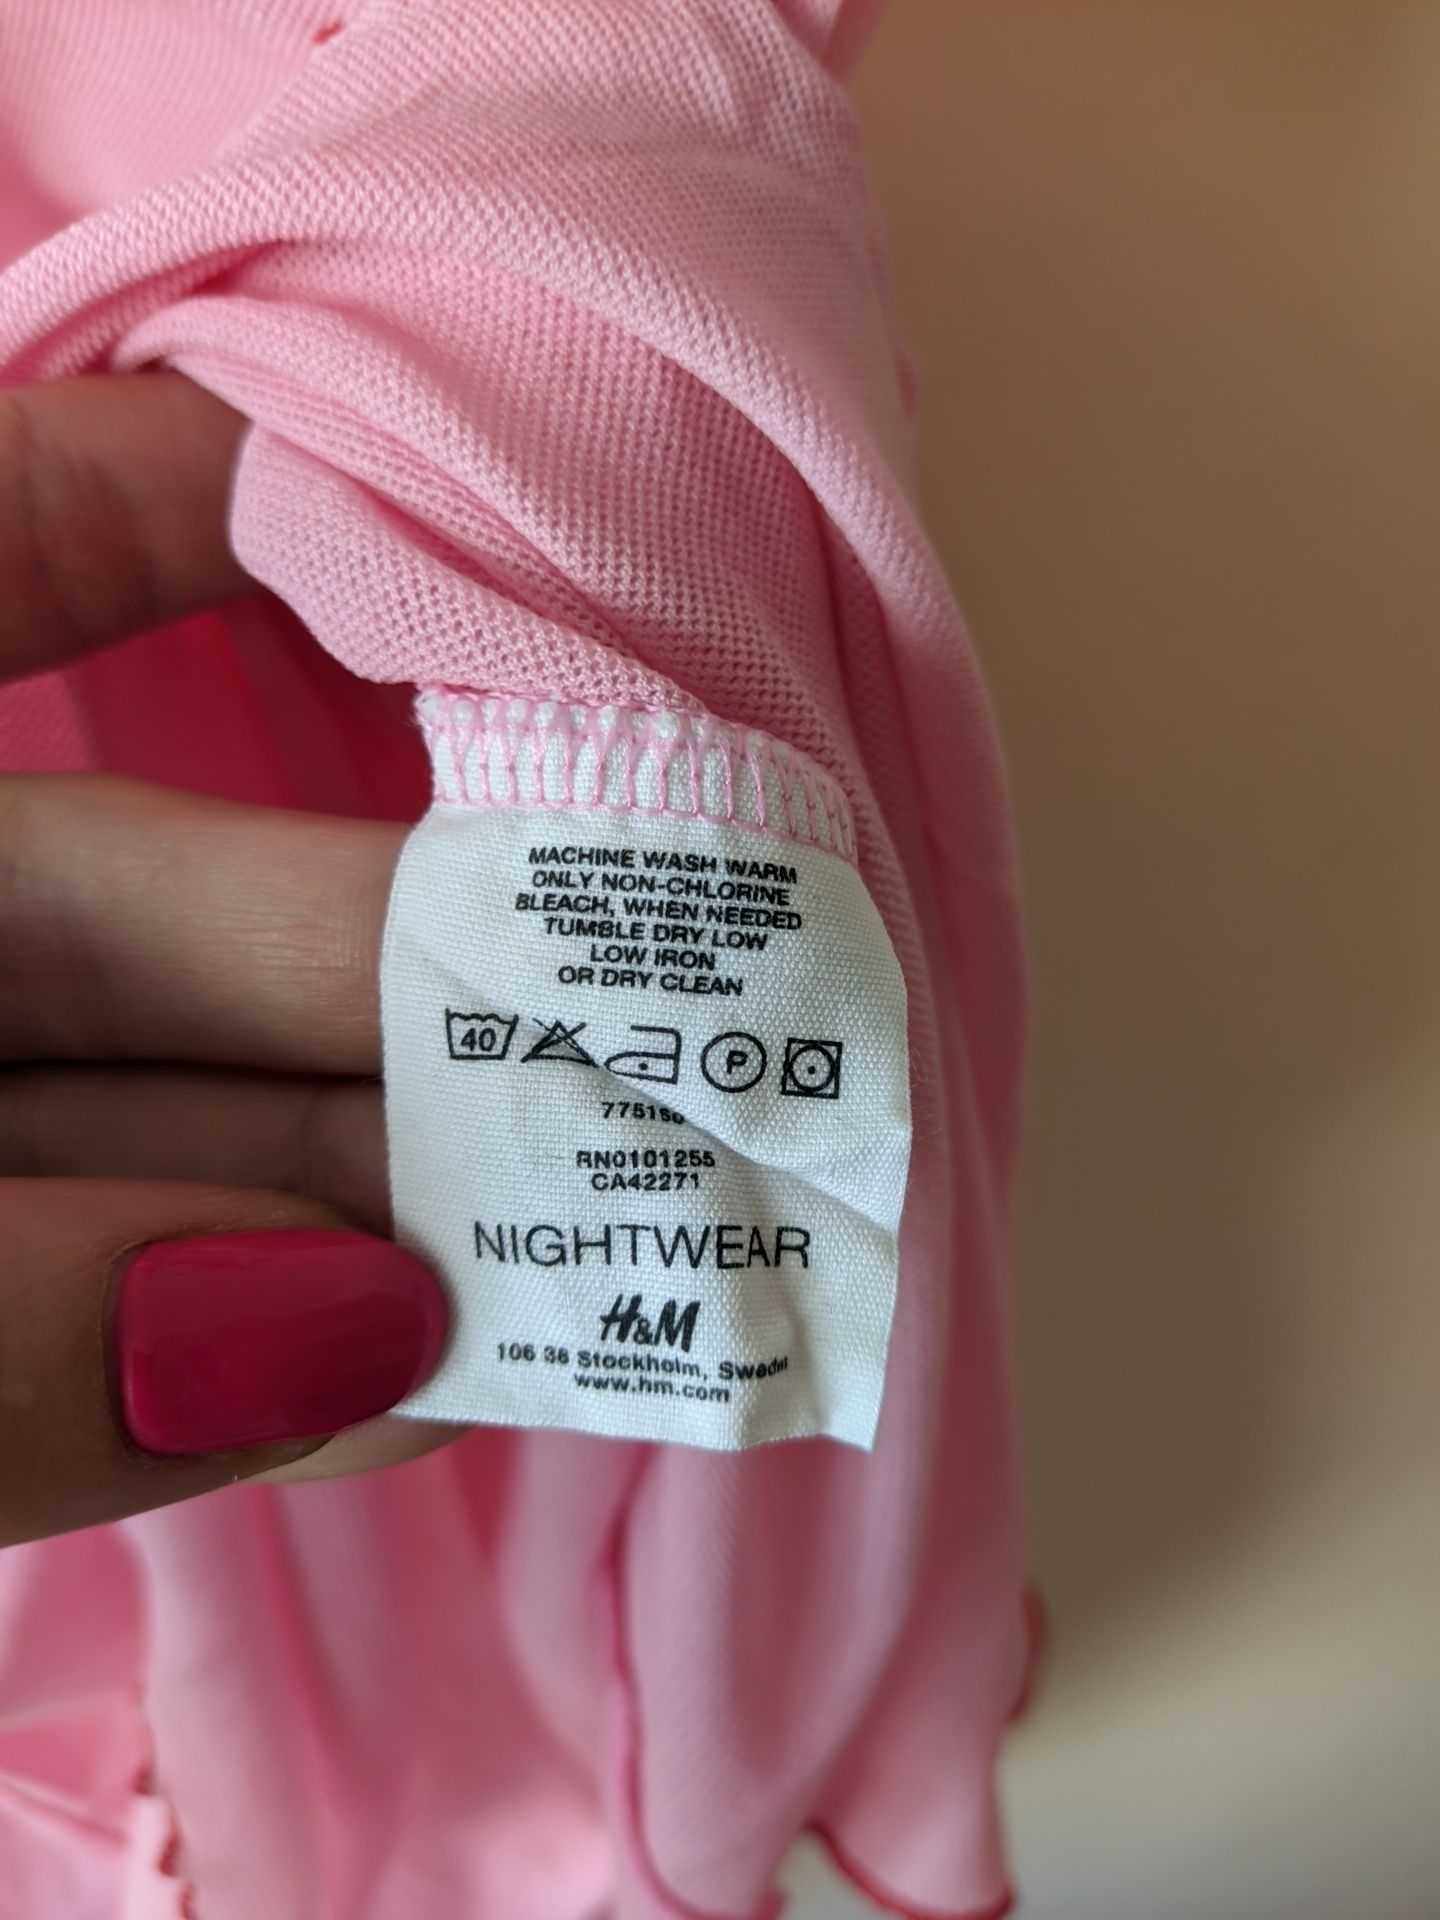 MACHINE WASH WARM
ONLY NON-CHLORINE
BLEACH, WHEN NEEDED
TUMBLE DRY LOW
LOW IRON
OR DRY CLEAN
40 P
RN0101255
CA42271
NIGHTWEAR
H&M
106 38 Stockholm, Sweden
www.hm.com